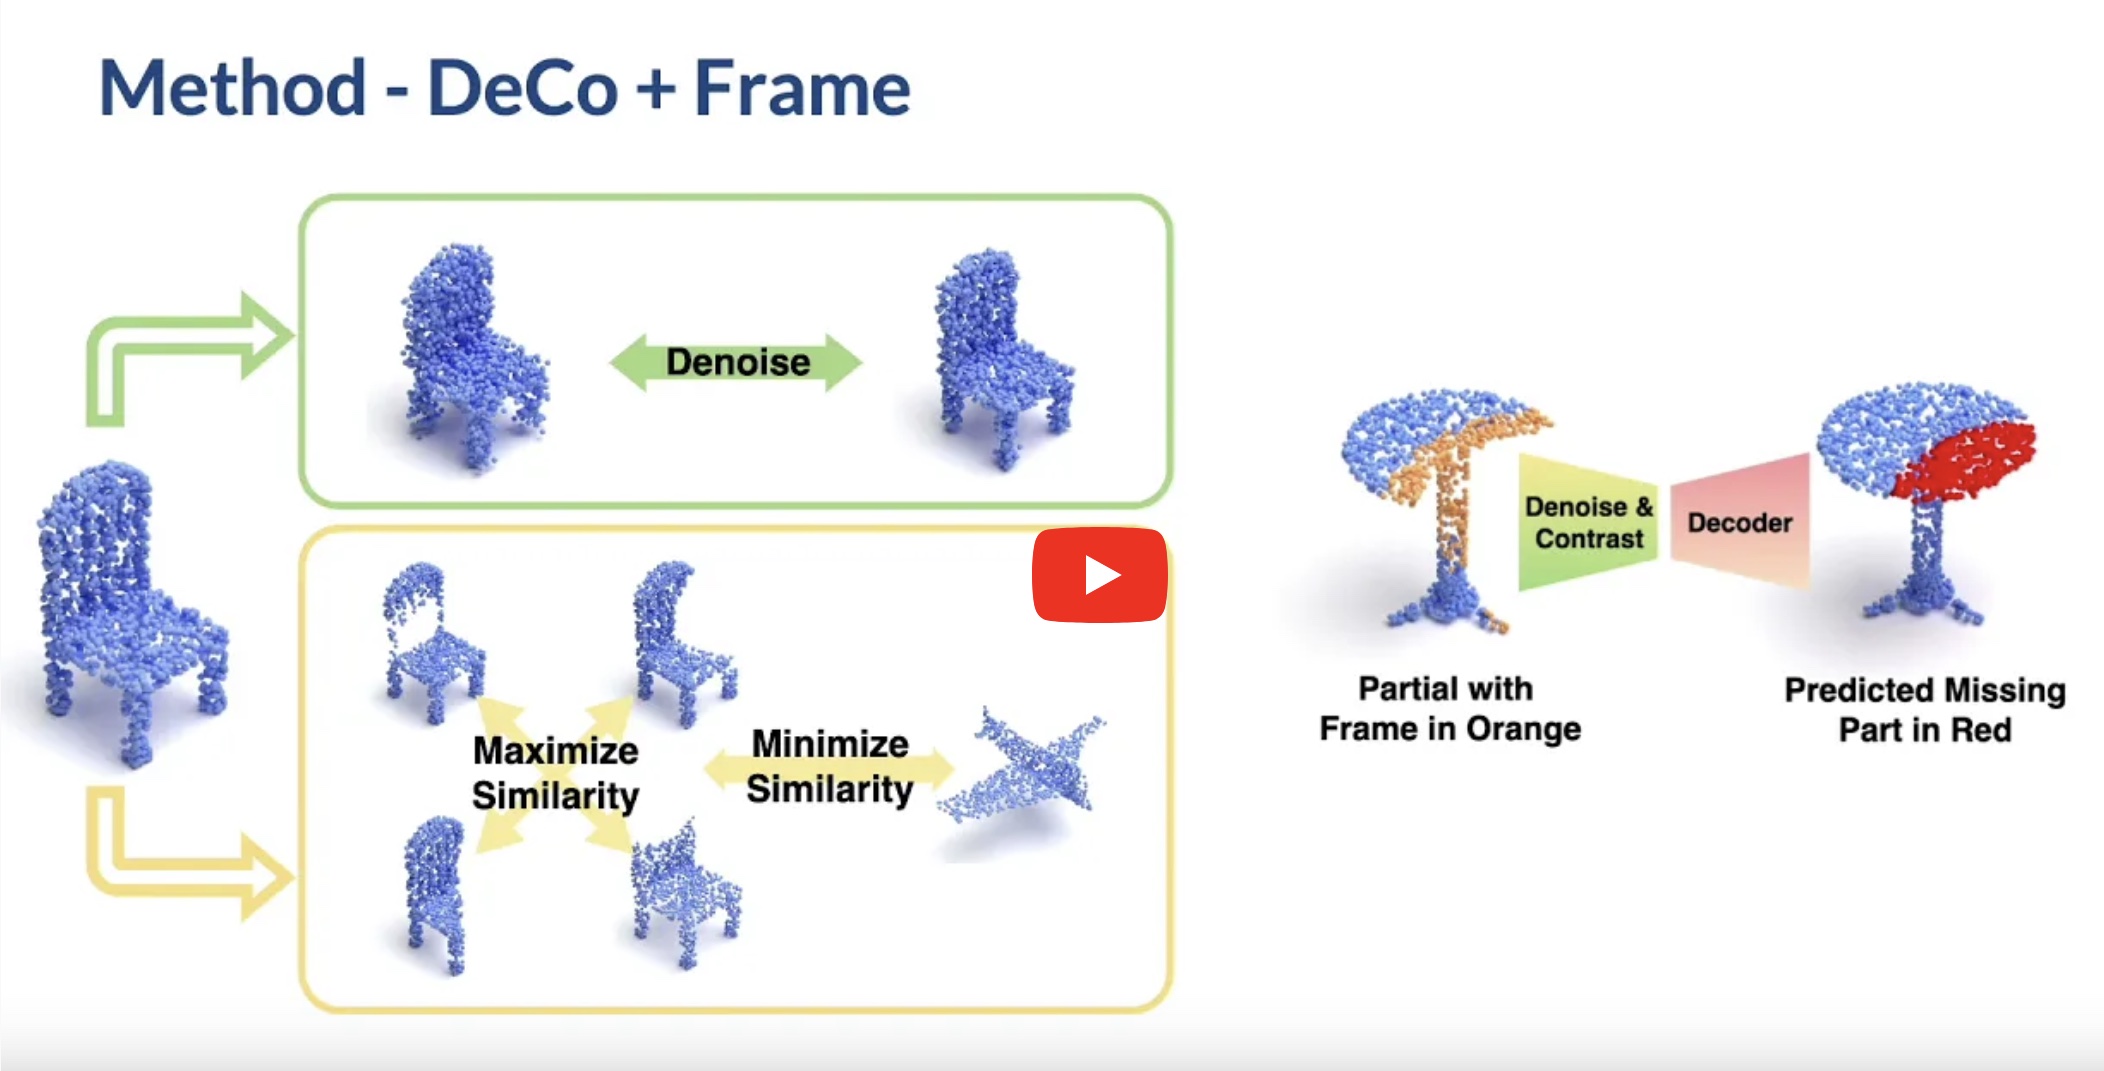 Method - DeCo + Frame
Denoise
Maximize
Similarity
Minimize
Similarity
Denoise &
Contrast
Decoder
Partial with
Frame in Orange
Predicted Missing
Part in Red